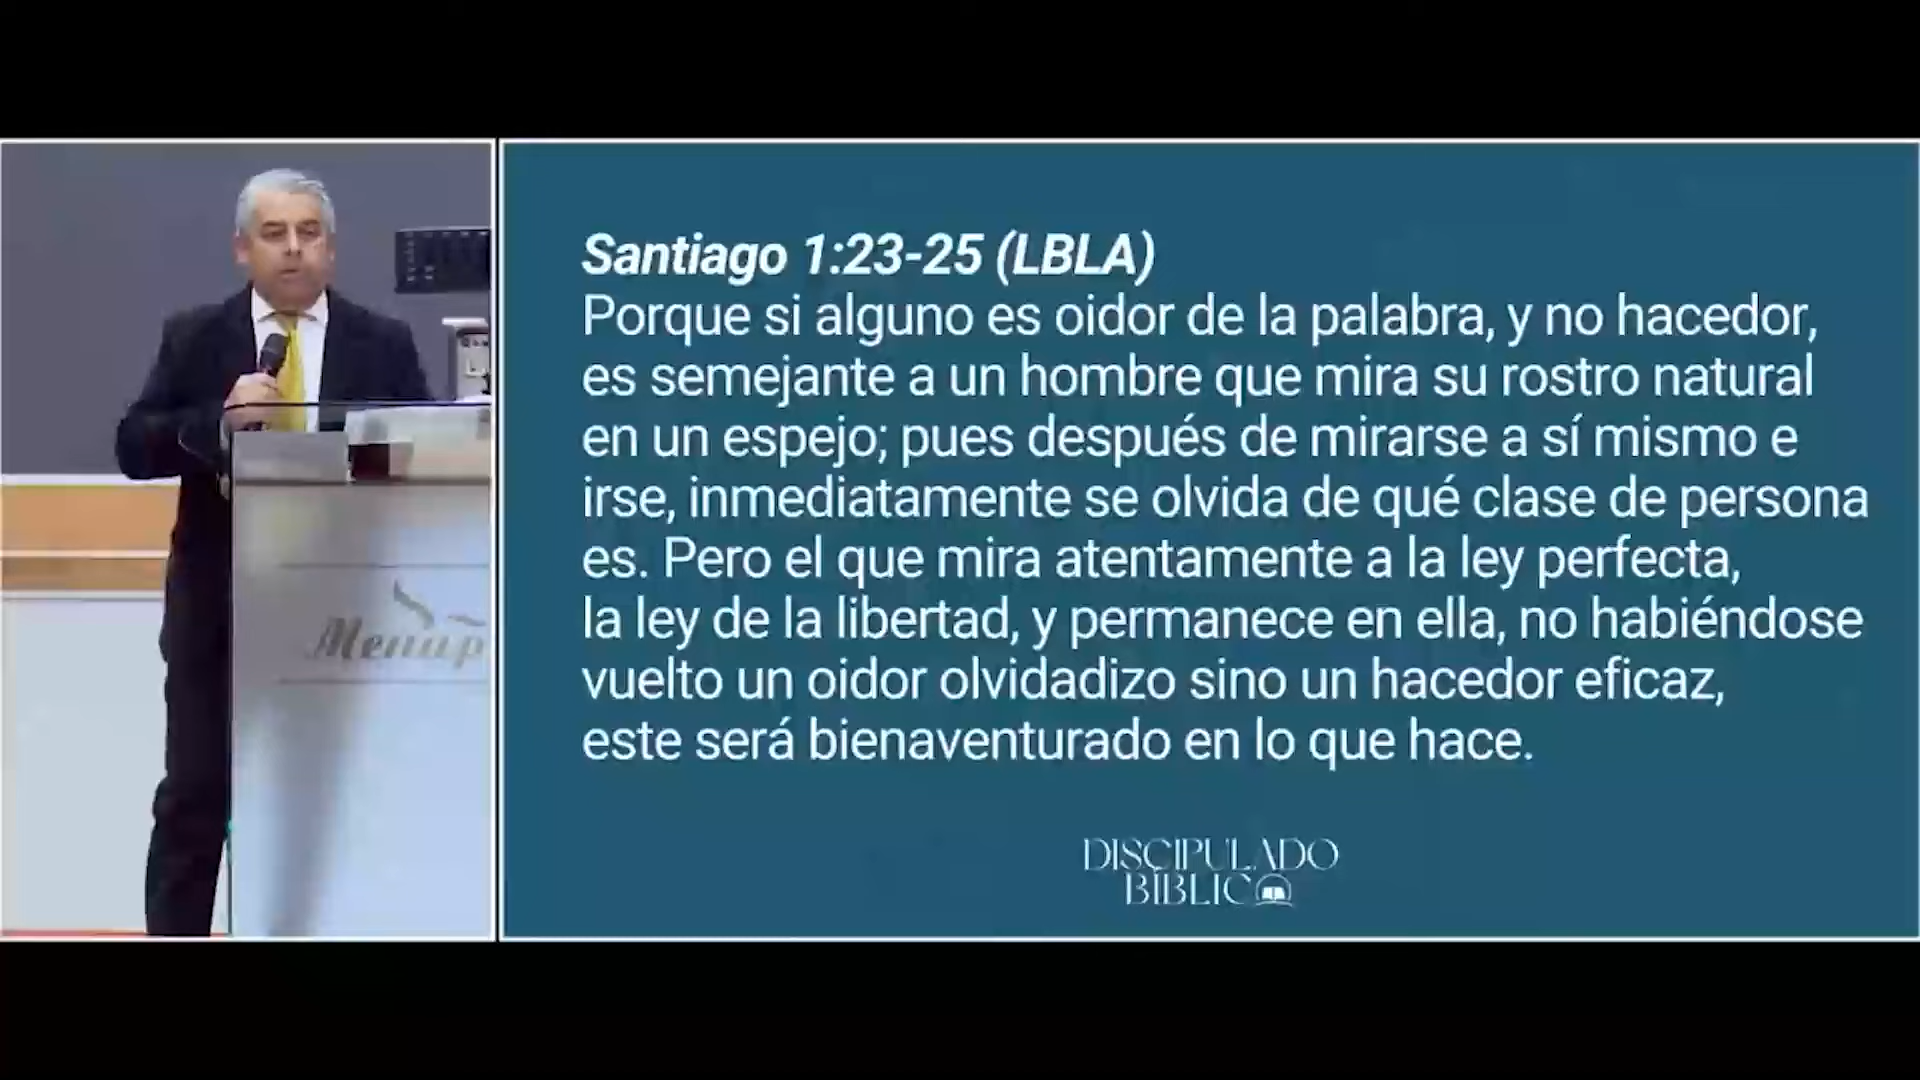 Santiago 1:23-25 (LBLA)
Porque si alguno es oidor de la palabra, y no hacedor,
es semejante a un hombre que mira su rostro natural
en un espejo; pues después de mirarse a sí mismo e
irse, inmediatamente se olvida de qué clase de persona
es. Pero el que mira atentamente a la ley perfecta,
la ley de la libertad, y permanece en ella, no habiéndose
vuelto un oidor olvidadizo sino un hacedor eficaz,
este será bienaventurado en lo que hace.
DISCIPULADO
BÍBLICO
Menap